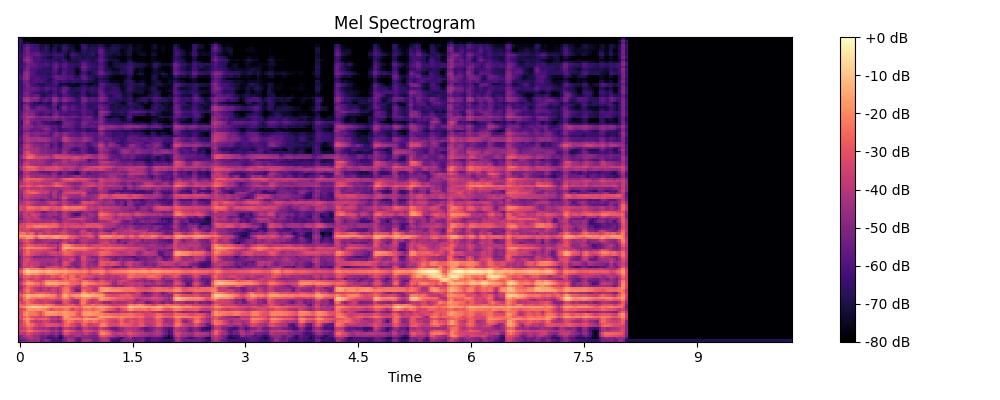 Mel Spectrogram
+0 dB
-10 dB
-20 dB
-30 dB
-40 dB
-50 dB
-60 dB
-70 dB
-80 dB
0 1.5 3 4.5 6 7.5 9
Time